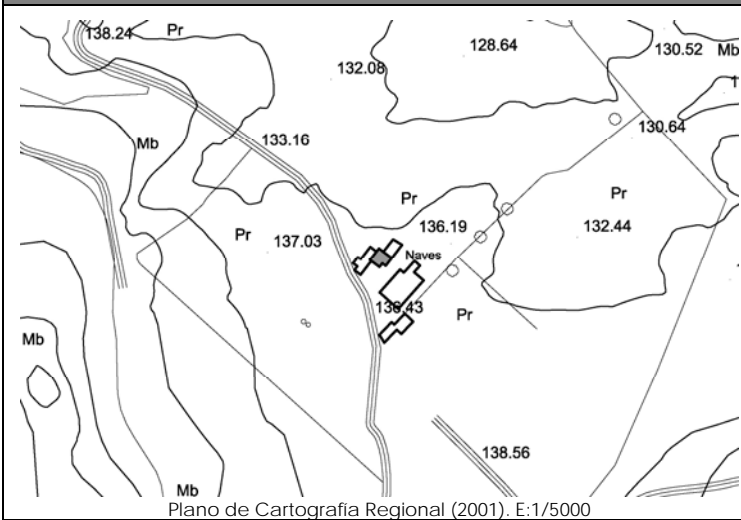 138.24
Pr
128.64
130.52
Mb
132.08
133.16
130.64
Mb
Pr
Pr
136.19
132.44
Pr
137.03
Naves
136.43
Pr
Mb
138.56
Mb
Plano de Cartografía Regional (2001). E:1/5000